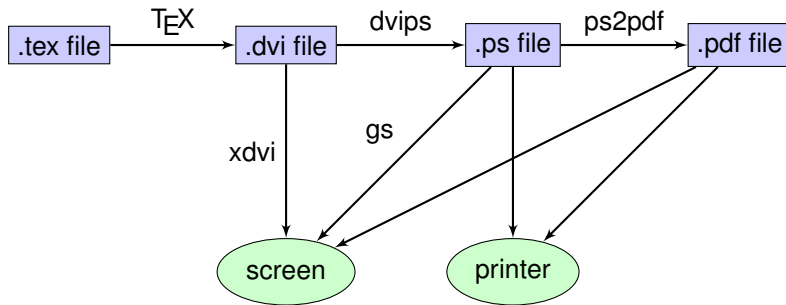 TEX
dvips
ps2pdf
.tex file
.dvi file
.ps file
.pdf file
xdvi
gs
screen
printer